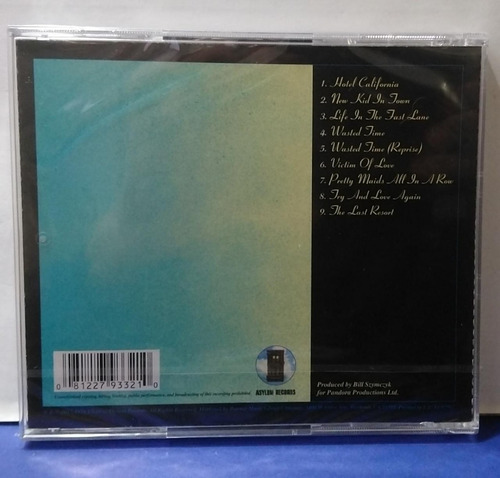 1. Hotel California
2. New Kid In Town
3. Life In The Fast Lane
4. Wasted Time
5. Wasted Time (Reprise)
6. Victim Of Love
7. Pretty Maids All In A Row
8. Try And Love Again
9. The Last Resort
0 81227 93321 0
ASYLUM RECORDS
Produced by Bill Szymczyk
for Pandora Productions Ltd.